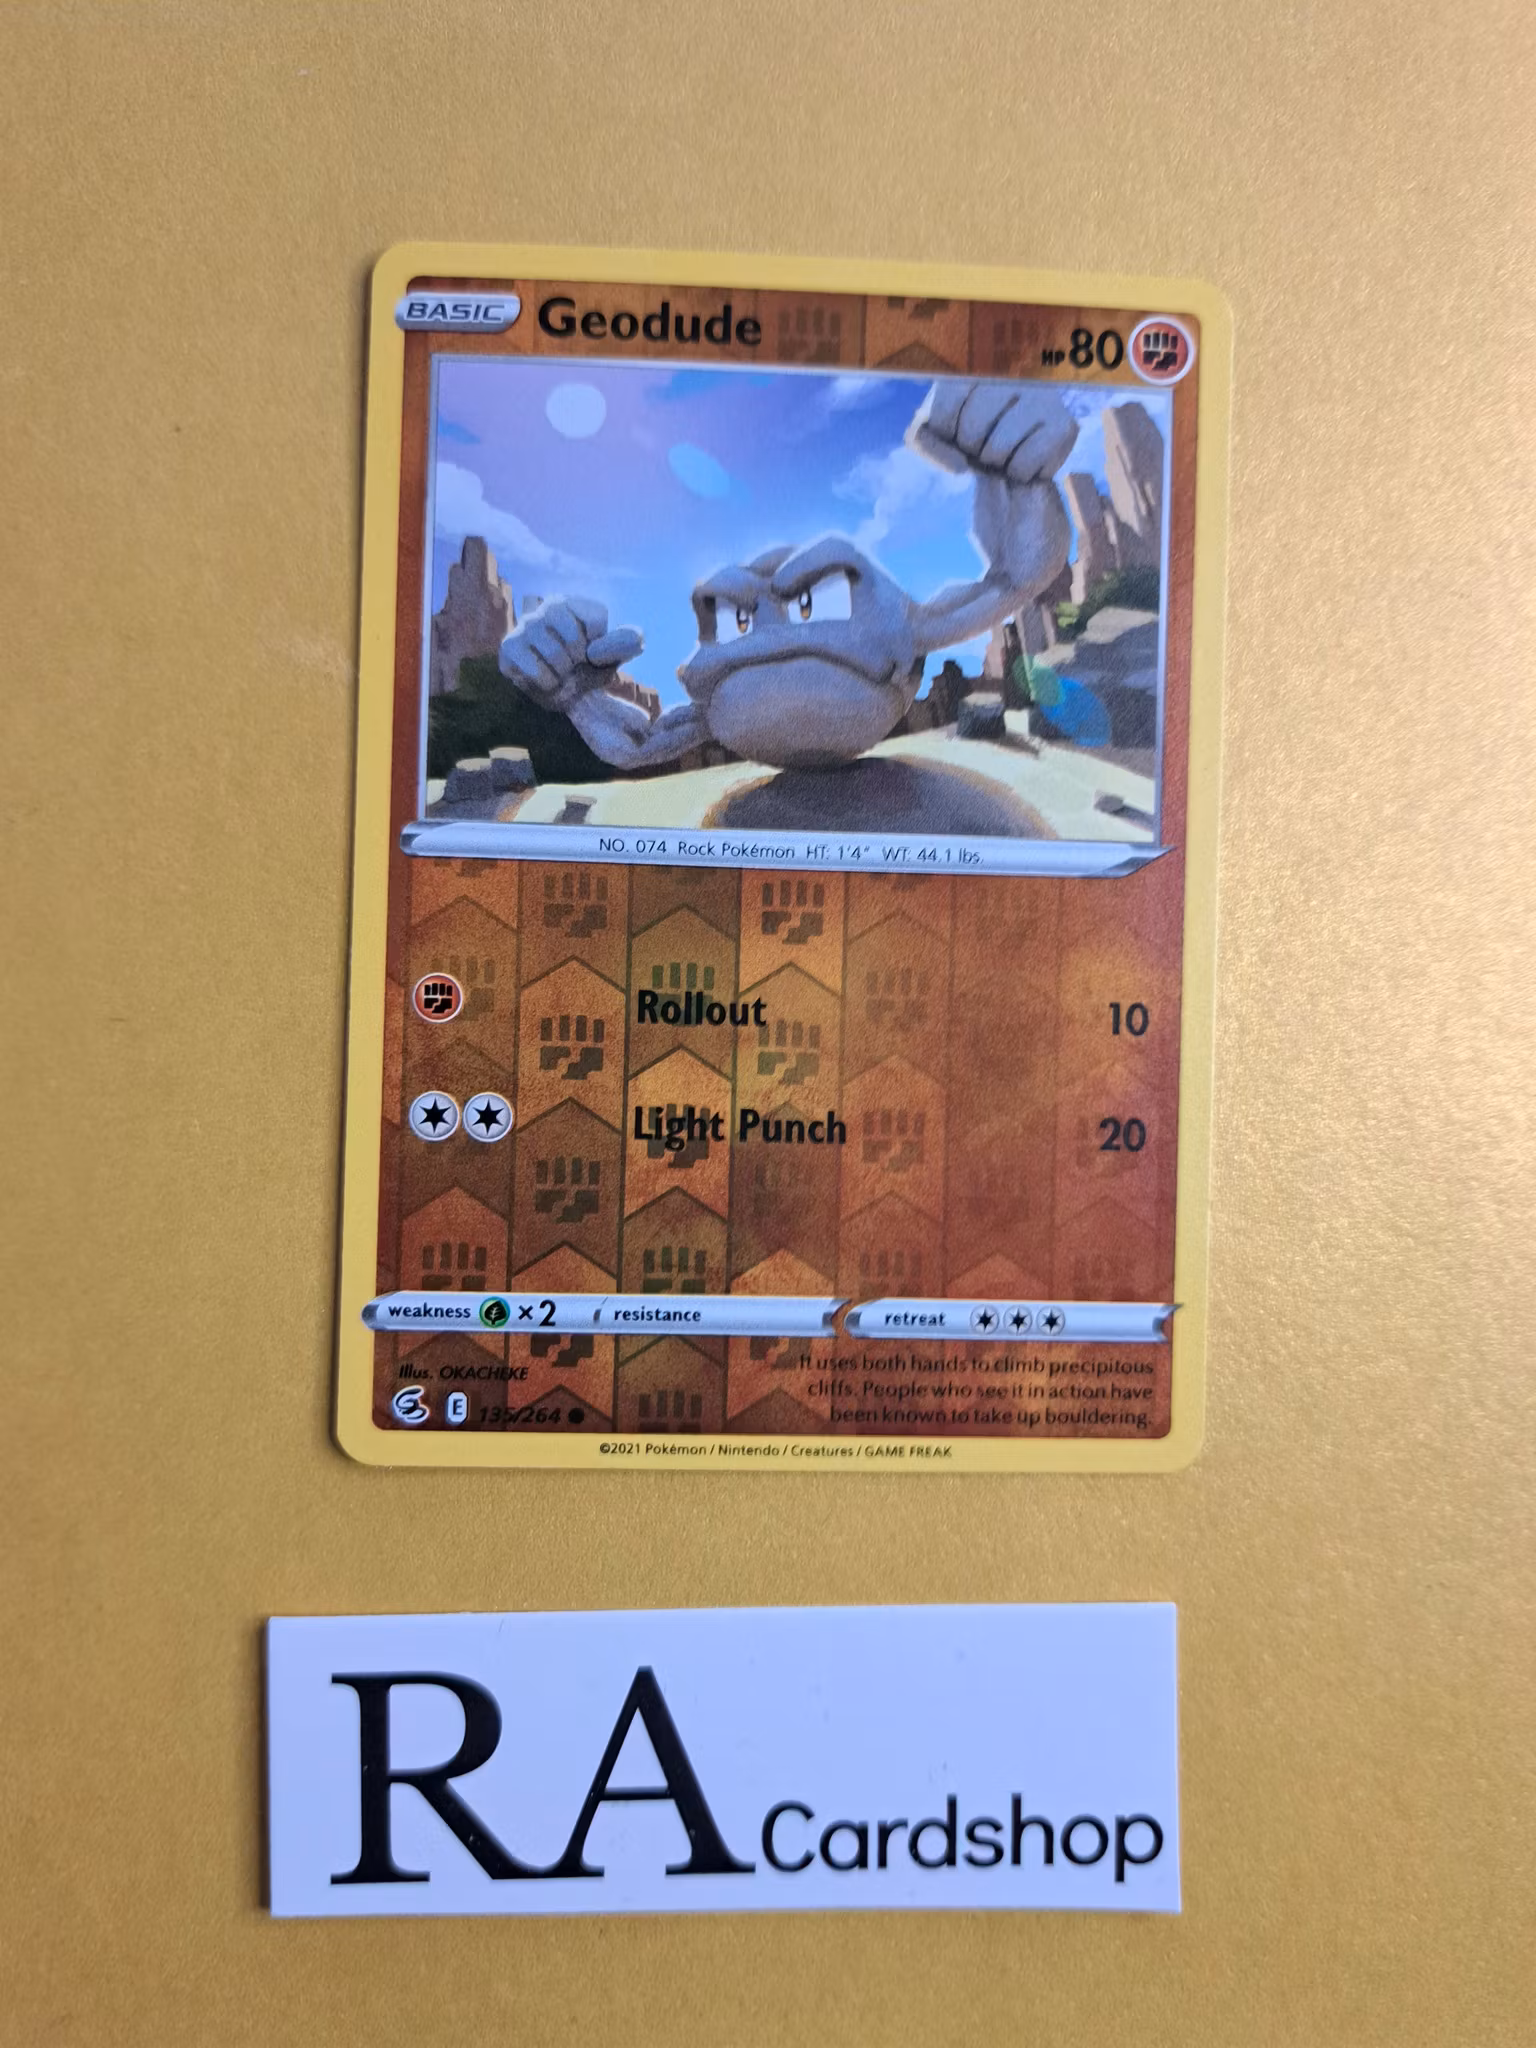 BASIC Geodude HP 80
NO. 074 Rock Pokémon HT: 1'4" WT: 44.1 lbs.
Rollout 10
Light Punch 20
weakness ×2 resistance retreat
Illus. OKACHEKE
It uses both hands to climb precipitous
cliffs. People who see it in action have
been known to take up bouldering.
E 135/264 ●
©2021 Pokémon / Nintendo / Creatures / GAME FREAK
RA Cardshop